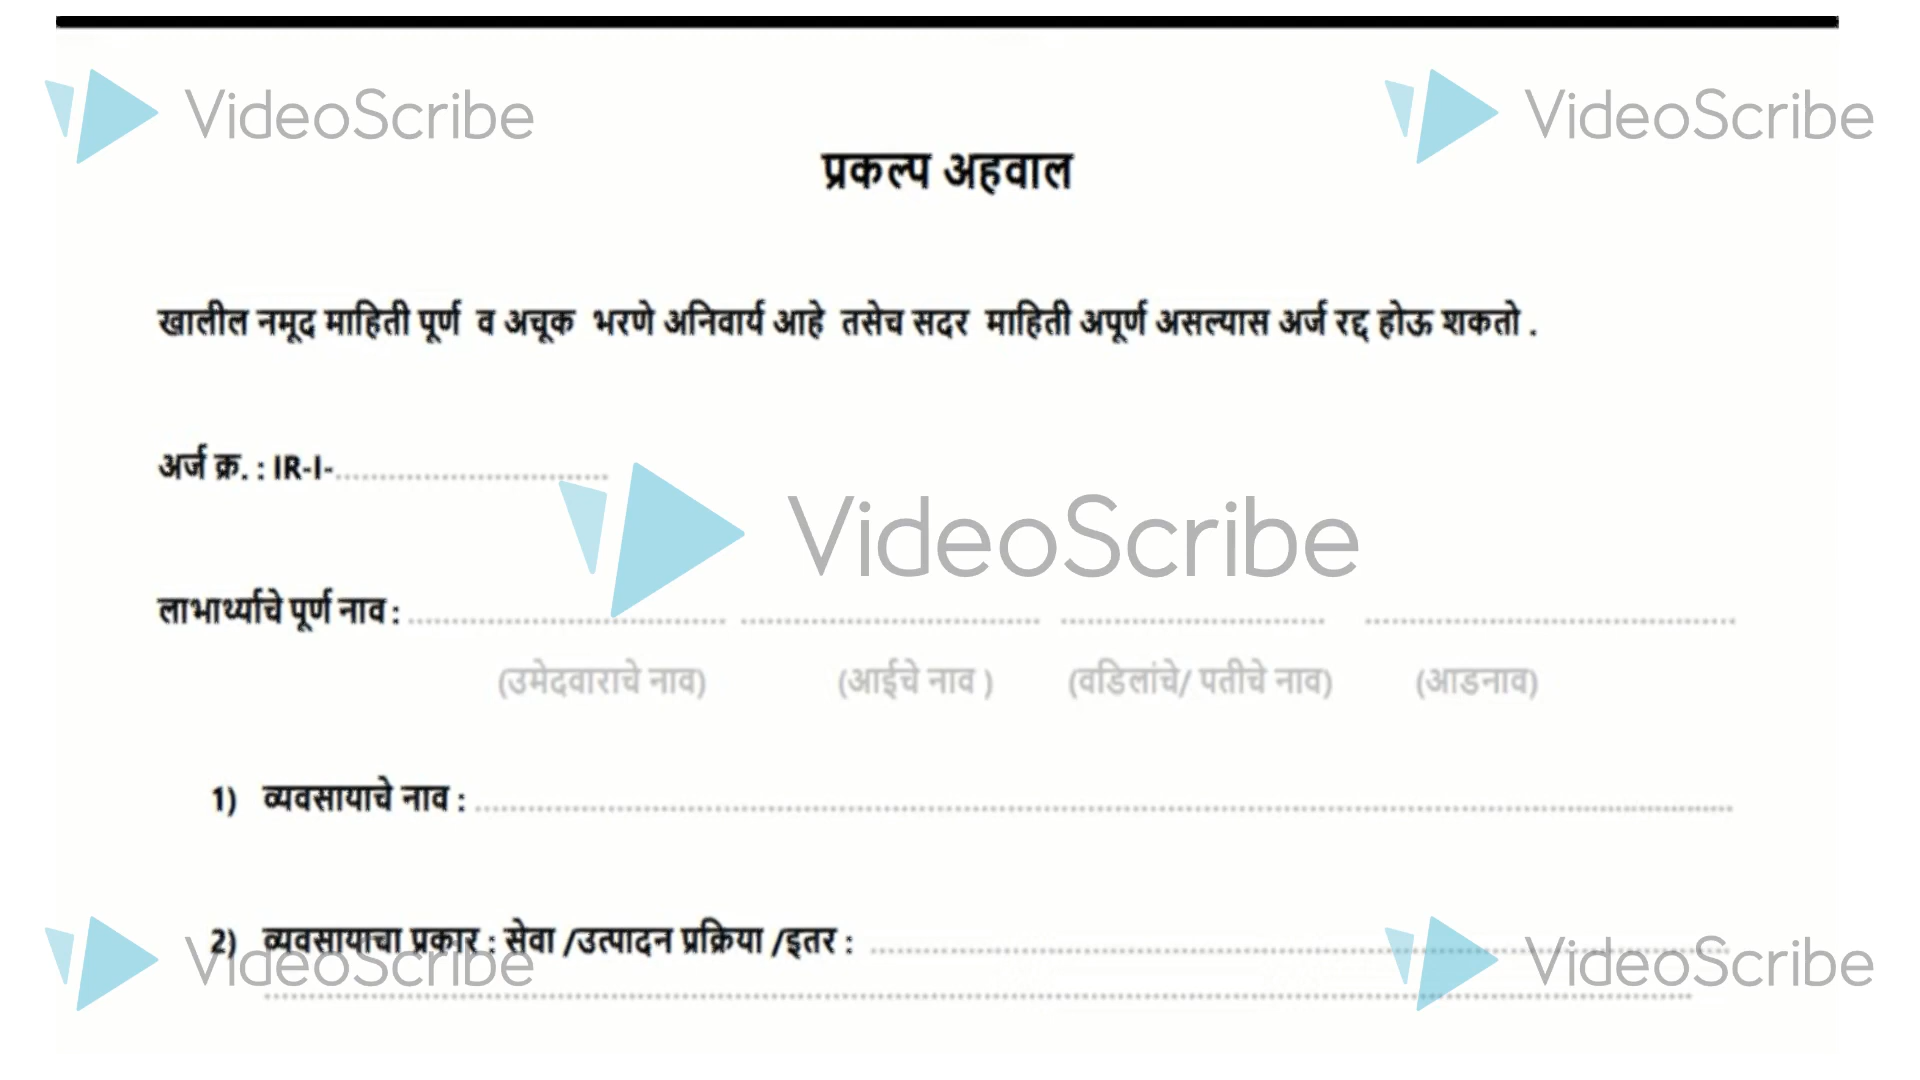 VideoScribe VideoScribe
प्रकल्प अहवाल
खालील नमूद माहिती पूर्ण व अचूक भरणे अनिवार्य आहे तसेच सदर माहिती अपूर्ण असल्यास अर्ज रद्द होऊ शकतो .
अर्ज क्र. : IR-I-..............................
VideoScribe
लाभार्थ्याचे पूर्ण नाव : .................................... .................................. .............................. ..........................................
(उमेदवाराचे नाव) (आईचे नाव ) (वडिलांचे/ पतीचे नाव) (आडनाव)
1) व्यवसायाचे नाव : ................................................................................
2) व्यवसायाचा प्रकार : सेवा /उत्पादन प्रक्रिया /इतर : ............................................................
VideoScribe VideoScribe
................................................................................